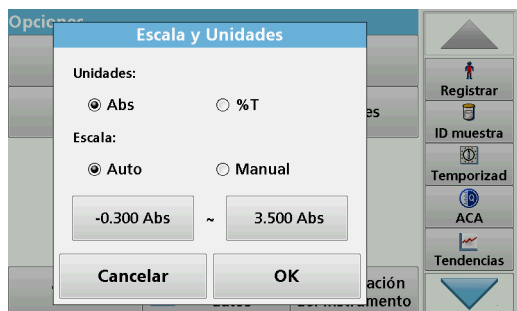 Opciones
Escala y Unidades
Unidades:
Abs
%T
Escala:
Auto
Manual
-0.300 Abs
~
3.500 Abs
Cancelar
OK
Registrar
ID muestra
Temporizad
ACA
Tendencias